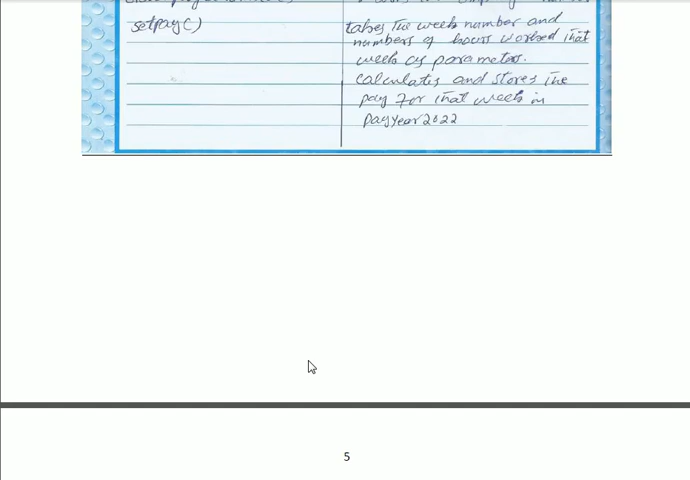 setpay()
takes The week number and
numbers of hours worked that
week as parameters.
calculates and stores the
pay For that week in
PayYear2022
5